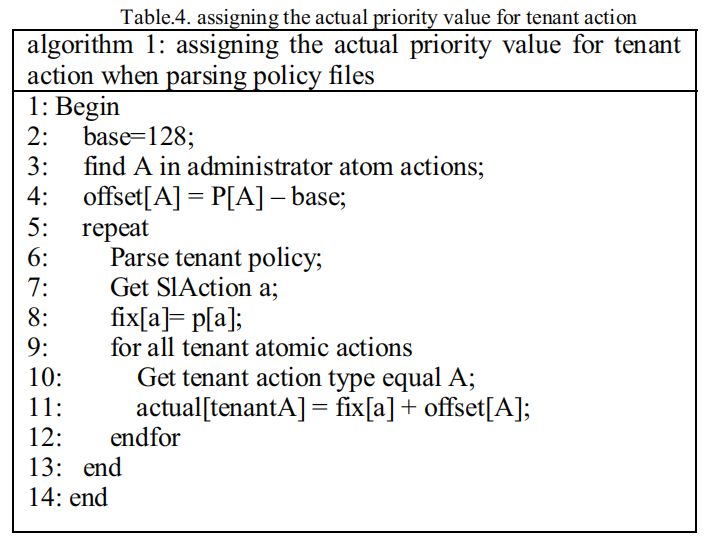 Table.4. assigning the actual priority value for tenant action
algorithm 1: assigning the actual priority value for tenant
action when parsing policy files
1: Begin
2: base=128;
3: find A in administrator atom actions;
4: offset[A] = P[A] – base;
5: repeat
6: Parse tenant policy;
7: Get SlAction a;
8: fix[a]= p[a];
9: for all tenant atomic actions
10: Get tenant action type equal A;
11: actual[tenantA] = fix[a] + offset[A];
12: endfor
13: end
14: end